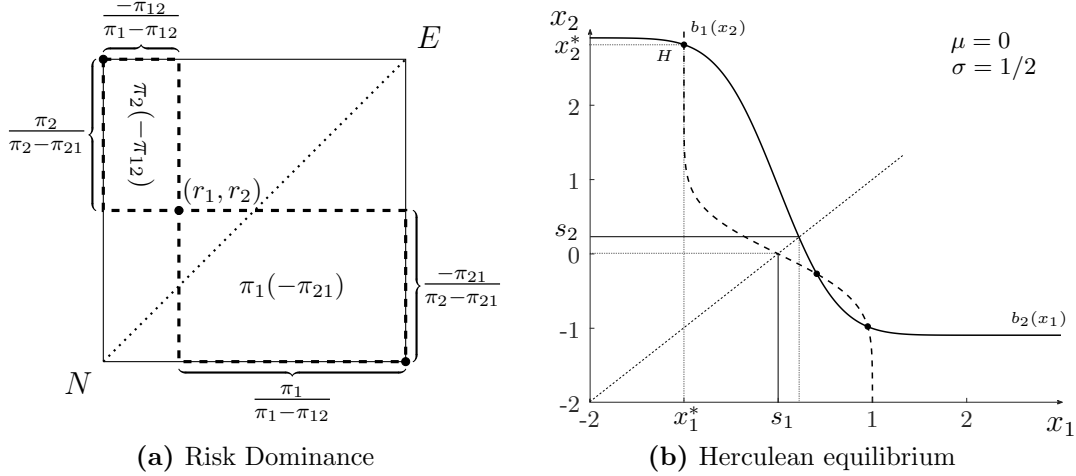 −π₁₂ / π₁−π₁₂
E
π₂ / π₂−π₂₁
π₂(−π₁₂)
(r₁, r₂)
π₁(−π₂₁)
−π₂₁ / π₂−π₂₁
N
π₁ / π₁−π₁₂
(a) Risk Dominance
x₂
b₁(x₂)
x₂*
H
μ = 0
σ = 1/2
2
1
s₂
0
-1
b₂(x₁)
-2
-2
x₁*
s₁
1
2
x₁
(b) Herculean equilibrium